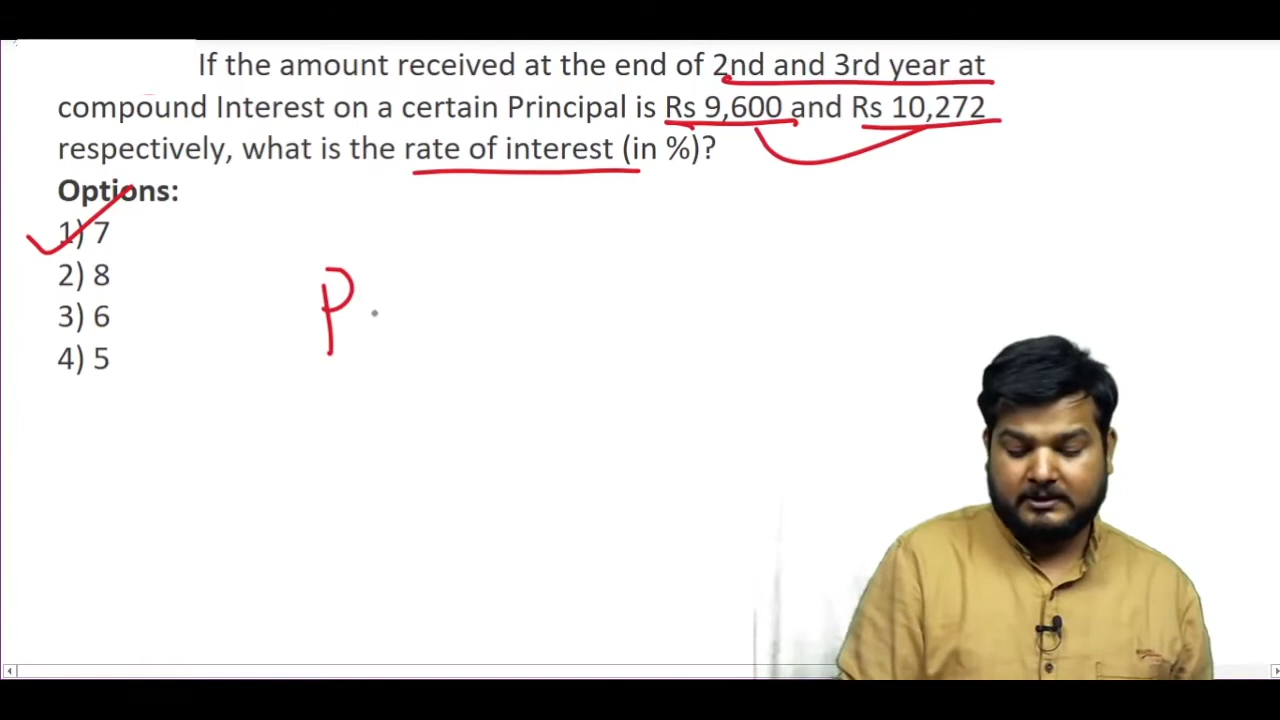 If the amount received at the end of 2nd and 3rd year at
compound Interest on a certain Principal is Rs 9,600 and Rs 10,272
respectively, what is the rate of interest (in %)?
Options:
1) 7
2) 8
3) 6
4) 5
P